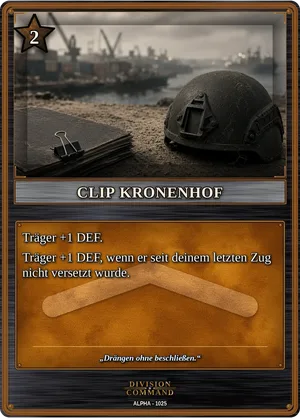 2
CLIP KRONENHOF
Träger +1 DEF.
Träger +1 DEF, wenn er seit deinem letzten Zug
nicht versetzt wurde.
„Drängen ohne beschließen.“
DIVISION
COMMAND
ALPHA - 1025